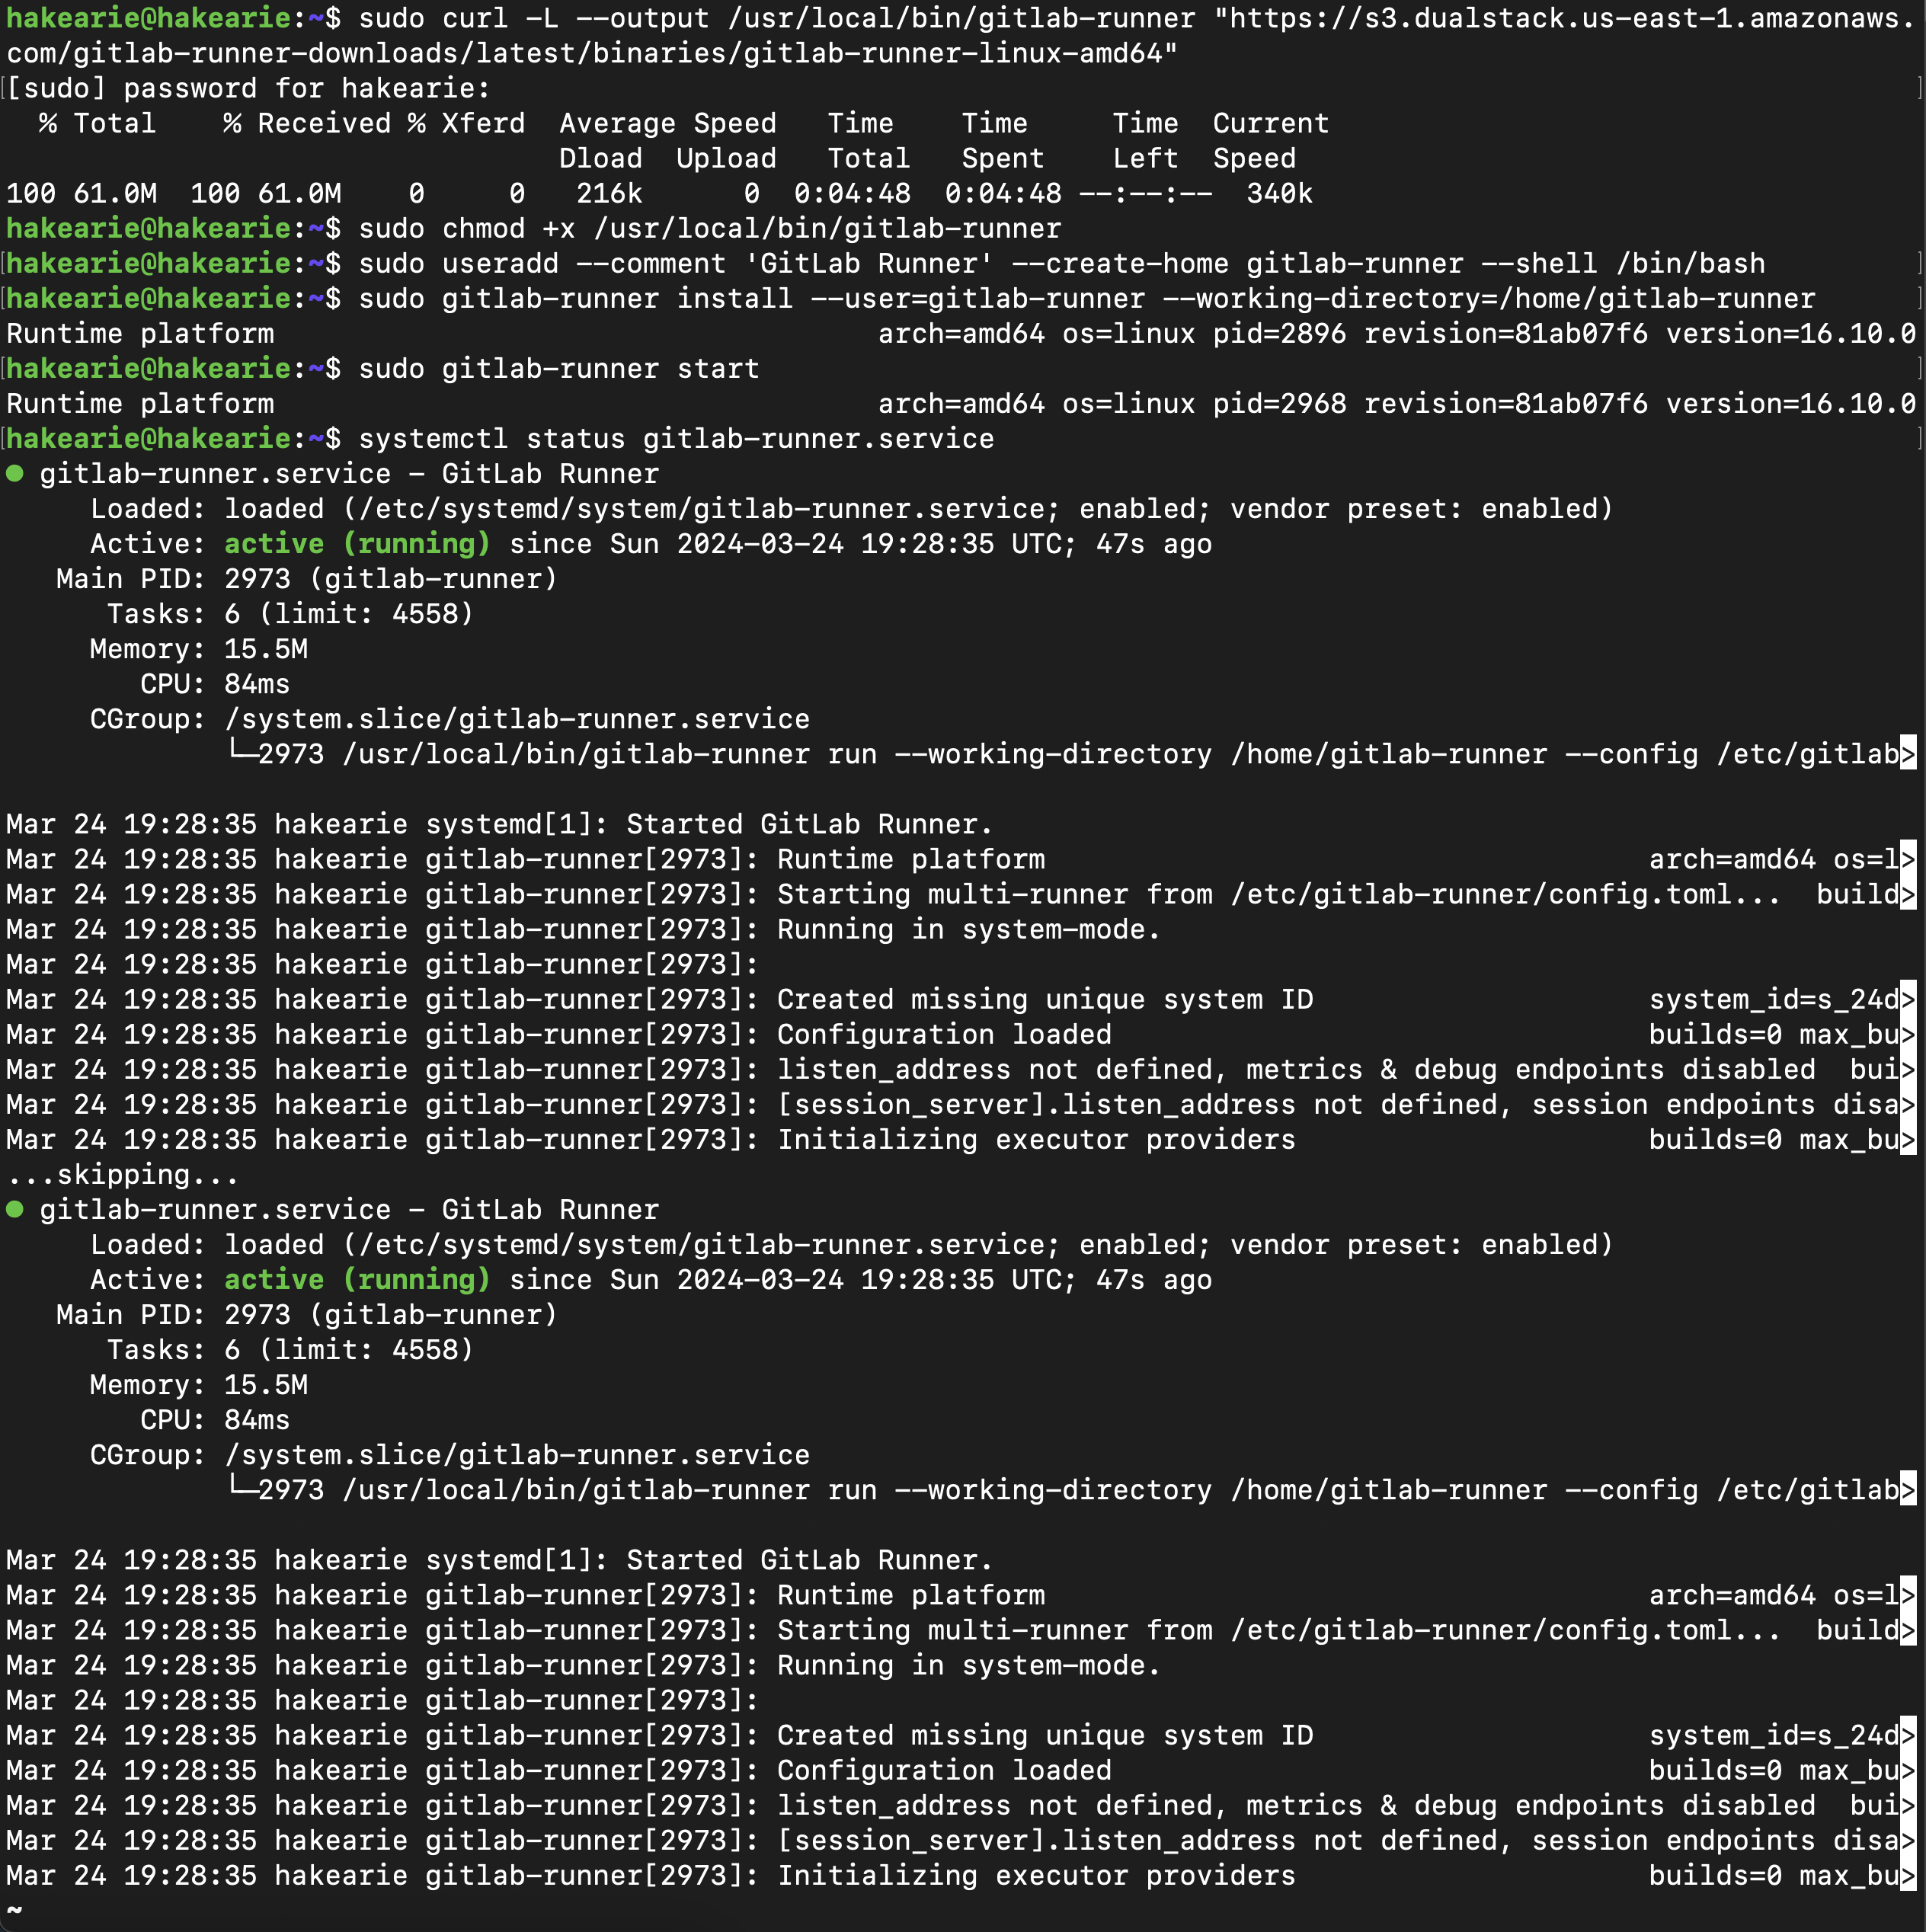 hakearie@hakearie:~$ sudo curl -L --output /usr/local/bin/gitlab-runner "https://s3.dualstack.us-east-1.amazonaws.
com/gitlab-runner-downloads/latest/binaries/gitlab-runner-linux-amd64"
[[sudo] password for hakearie: ]
  % Total    % Received % Xferd  Average Speed   Time    Time     Time  Current
                                 Dload  Upload   Total   Spent    Left  Speed
100 61.0M  100 61.0M    0     0   216k      0  0:04:48  0:04:48 --:--:--  340k
hakearie@hakearie:~$ sudo chmod +x /usr/local/bin/gitlab-runner
[hakearie@hakearie:~$ sudo useradd --comment 'GitLab Runner' --create-home gitlab-runner --shell /bin/bash ]
[hakearie@hakearie:~$ sudo gitlab-runner install --user=gitlab-runner --working-directory=/home/gitlab-runner ]
Runtime platform                                    arch=amd64 os=linux pid=2896 revision=81ab07f6 version=16.10.0
[hakearie@hakearie:~$ sudo gitlab-runner start ]
Runtime platform                                    arch=amd64 os=linux pid=2968 revision=81ab07f6 version=16.10.0
[hakearie@hakearie:~$ systemctl status gitlab-runner.service ]
● gitlab-runner.service - GitLab Runner
     Loaded: loaded (/etc/systemd/system/gitlab-runner.service; enabled; vendor preset: enabled)
     Active: active (running) since Sun 2024-03-24 19:28:35 UTC; 47s ago
   Main PID: 2973 (gitlab-runner)
      Tasks: 6 (limit: 4558)
     Memory: 15.5M
        CPU: 84ms
     CGroup: /system.slice/gitlab-runner.service
             └─2973 /usr/local/bin/gitlab-runner run --working-directory /home/gitlab-runner --config /etc/gitlab>

Mar 24 19:28:35 hakearie systemd[1]: Started GitLab Runner.
Mar 24 19:28:35 hakearie gitlab-runner[2973]: Runtime platform                                    arch=amd64 os=l>
Mar 24 19:28:35 hakearie gitlab-runner[2973]: Starting multi-runner from /etc/gitlab-runner/config.toml...  build>
Mar 24 19:28:35 hakearie gitlab-runner[2973]: Running in system-mode.
Mar 24 19:28:35 hakearie gitlab-runner[2973]:
Mar 24 19:28:35 hakearie gitlab-runner[2973]: Created missing unique system ID                    system_id=s_24d>
Mar 24 19:28:35 hakearie gitlab-runner[2973]: Configuration loaded                                builds=0 max_bu>
Mar 24 19:28:35 hakearie gitlab-runner[2973]: listen_address not defined, metrics & debug endpoints disabled  bui>
Mar 24 19:28:35 hakearie gitlab-runner[2973]: [session_server].listen_address not defined, session endpoints disa>
Mar 24 19:28:35 hakearie gitlab-runner[2973]: Initializing executor providers                     builds=0 max_bu>
...skipping...
● gitlab-runner.service - GitLab Runner
     Loaded: loaded (/etc/systemd/system/gitlab-runner.service; enabled; vendor preset: enabled)
     Active: active (running) since Sun 2024-03-24 19:28:35 UTC; 47s ago
   Main PID: 2973 (gitlab-runner)
      Tasks: 6 (limit: 4558)
     Memory: 15.5M
        CPU: 84ms
     CGroup: /system.slice/gitlab-runner.service
             └─2973 /usr/local/bin/gitlab-runner run --working-directory /home/gitlab-runner --config /etc/gitlab>

Mar 24 19:28:35 hakearie systemd[1]: Started GitLab Runner.
Mar 24 19:28:35 hakearie gitlab-runner[2973]: Runtime platform                                    arch=amd64 os=l>
Mar 24 19:28:35 hakearie gitlab-runner[2973]: Starting multi-runner from /etc/gitlab-runner/config.toml...  build>
Mar 24 19:28:35 hakearie gitlab-runner[2973]: Running in system-mode.
Mar 24 19:28:35 hakearie gitlab-runner[2973]:
Mar 24 19:28:35 hakearie gitlab-runner[2973]: Created missing unique system ID                    system_id=s_24d>
Mar 24 19:28:35 hakearie gitlab-runner[2973]: Configuration loaded                                builds=0 max_bu>
Mar 24 19:28:35 hakearie gitlab-runner[2973]: listen_address not defined, metrics & debug endpoints disabled  bui>
Mar 24 19:28:35 hakearie gitlab-runner[2973]: [session_server].listen_address not defined, session endpoints disa>
Mar 24 19:28:35 hakearie gitlab-runner[2973]: Initializing executor providers                     builds=0 max_bu>
~